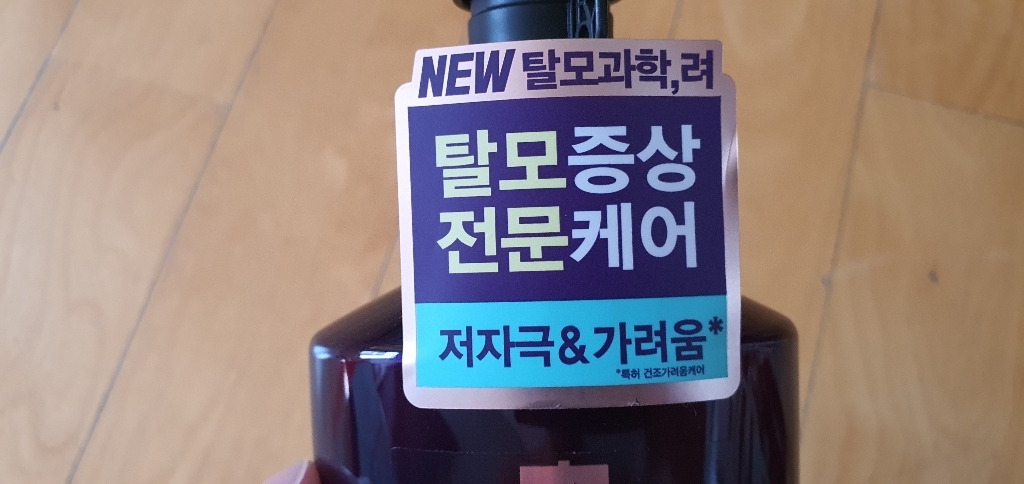 NEW 탈모과학,려
탈모증상
전문케어
저자극&가려움*
*특허 건조가려움케어